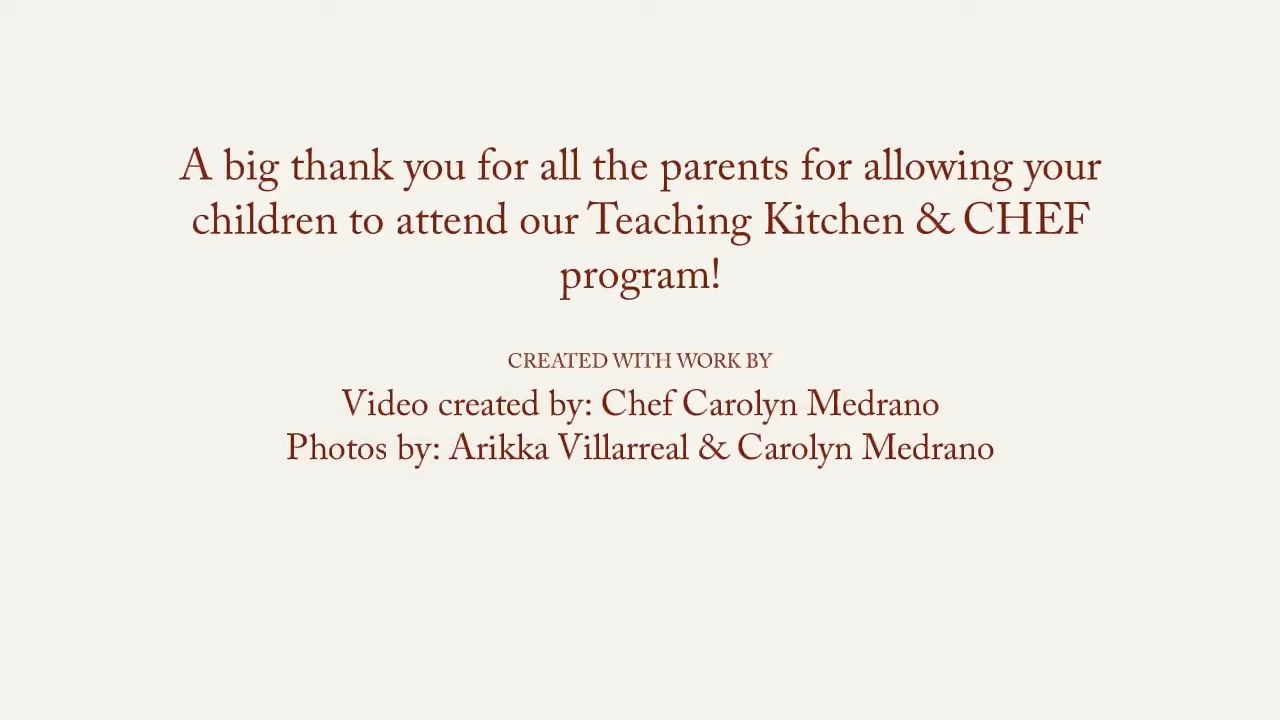 A big thank you for all the parents for allowing your
children to attend our Teaching Kitchen & CHEF
program!
CREATED WITH WORK BY
Video created by: Chef Carolyn Medrano
Photos by: Arikka Villarreal & Carolyn Medrano